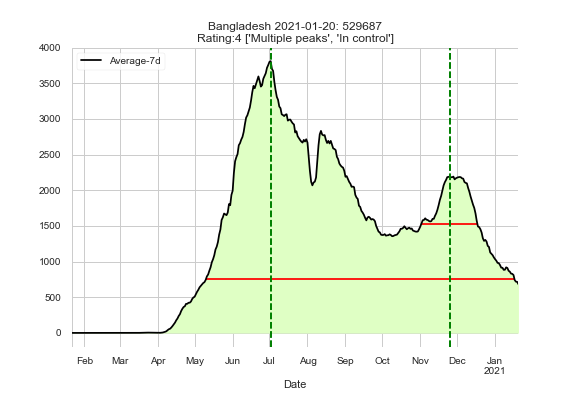 Bangladesh 2021-01-20: 529687
Rating:4 ['Multiple peaks', 'In control']
Average-7d
4000
3500
3000
2500
2000
1500
1000
500
0
Feb Mar Apr May Jun Jul Aug Sep Oct Nov Dec Jan
2021
Date